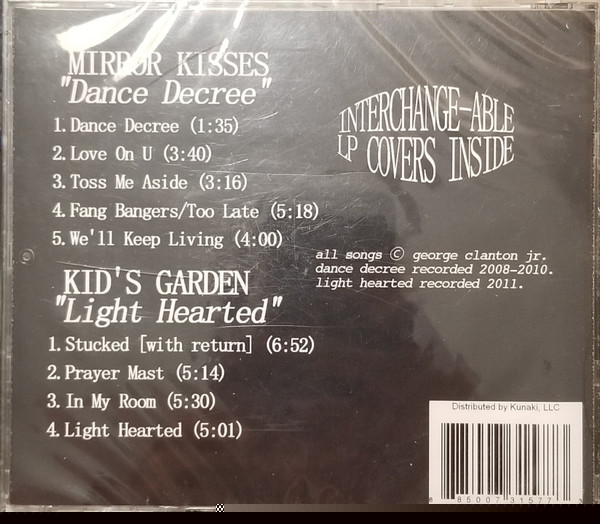 MIRROR KISSES
"Dance Decree"
1. Dance Decree (1:35)
2. Love On U (3:40)
3. Toss Me Aside (3:16)
4. Fang Bangers/Too Late (5:18)
5. We'll Keep Living (4:00)
KID'S GARDEN
"Light Hearted"
1. Stucked [with return] (6:52)
2. Prayer Mast (5:14)
3. In My Room (5:30)
4. Light Hearted (5:01)
INTERCHANGE-ABLE
LP COVERS INSIDE
all songs © george clanton jr.
dance decree recorded 2008-2010.
light hearted recorded 2011.
Distributed by Kunaki, LLC
8 85007 31577 3